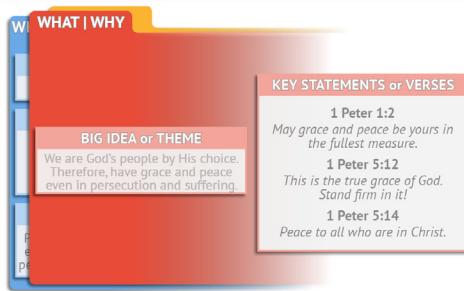 WHAT | WHY
BIG IDEA or THEME
We are God's people by His choice.
Therefore, have grace and peace
even in persecution and suffering.
KEY STATEMENTS or VERSES
1 Peter 1:2
May grace and peace be yours in
the fullest measure.
1 Peter 5:12
This is the true grace of God.
Stand firm in it!
1 Peter 5:14
Peace to all who are in Christ.